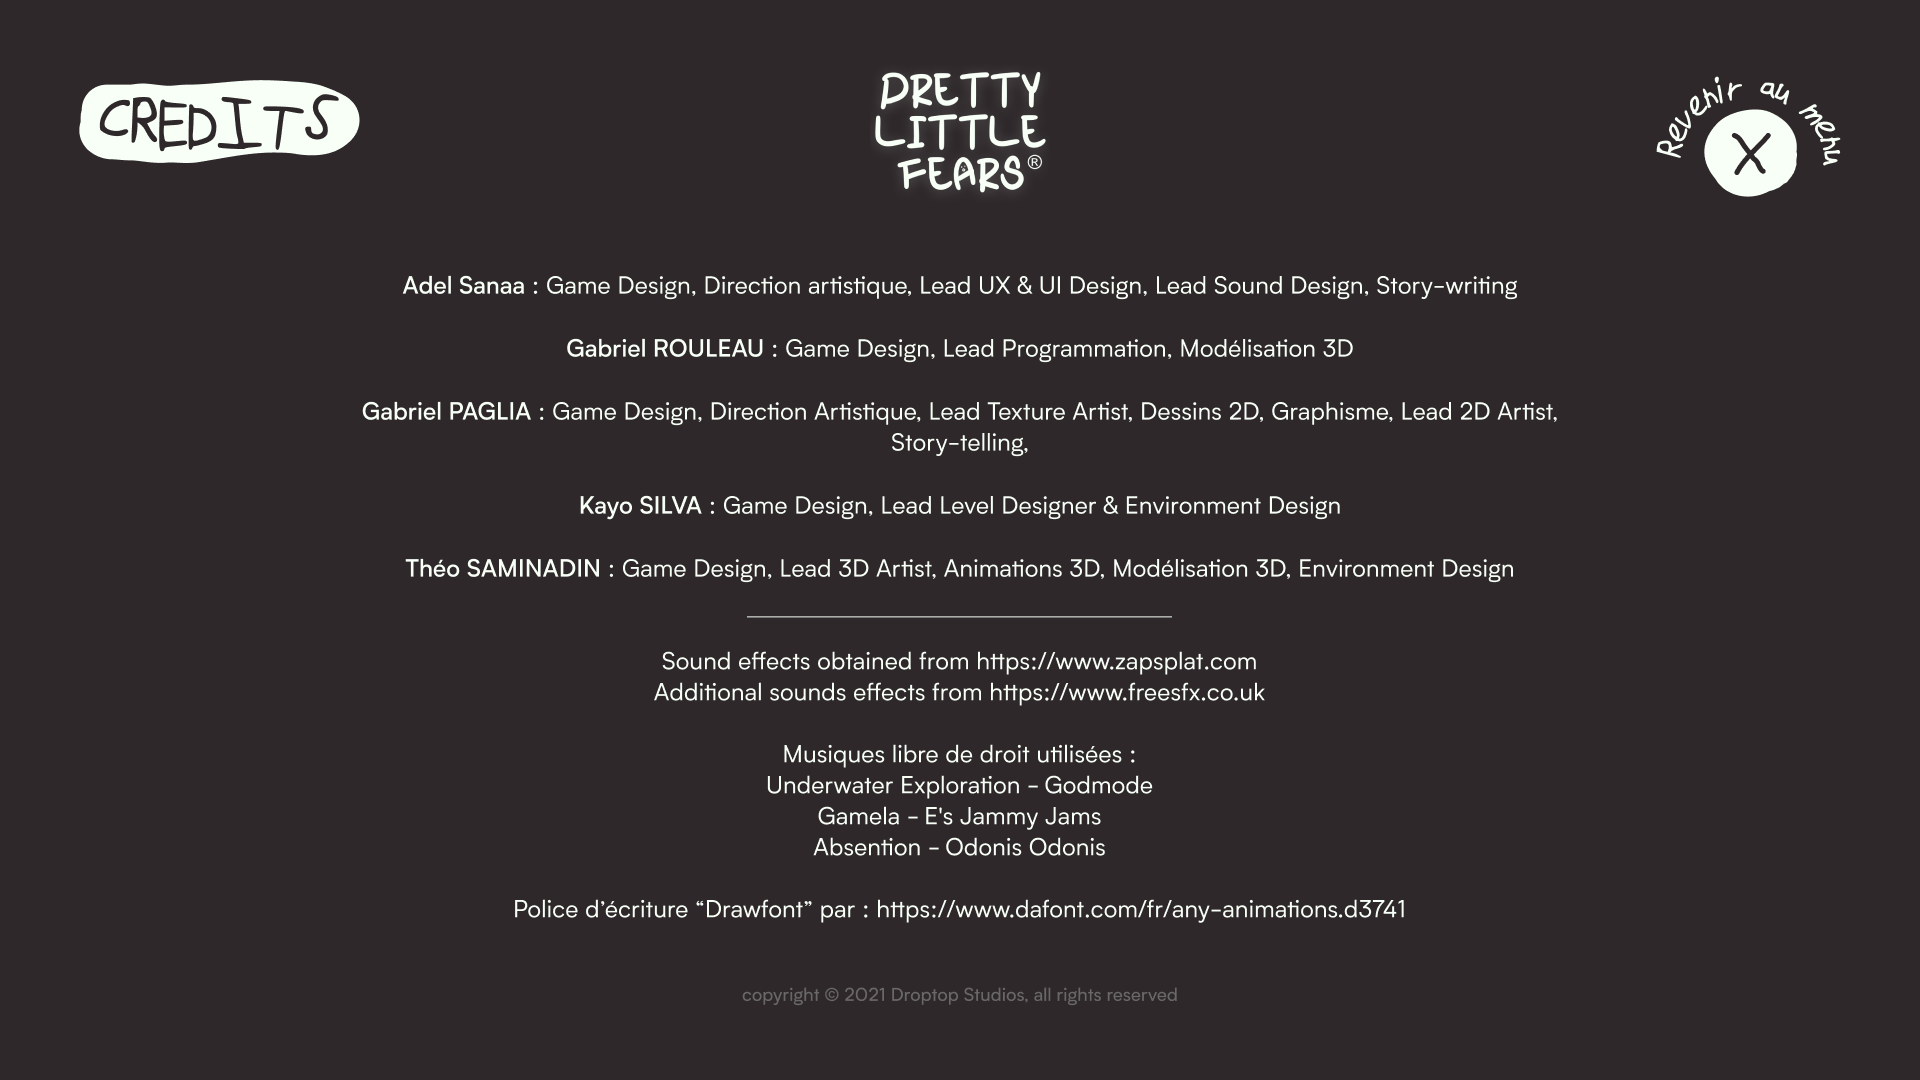 CREDITS
DRETTY
LITTLE
FEARS®
Revenir au menu
X
Adel Sanaa : Game Design, Direction artistique, Lead UX & UI Design, Lead Sound Design, Story-writing
Gabriel ROULEAU : Game Design, Lead Programmation, Modélisation 3D
Gabriel PAGLIA : Game Design, Direction Artistique, Lead Texture Artist, Dessins 2D, Graphisme, Lead 2D Artist,
Story-telling,
Kayo SILVA : Game Design, Lead Level Designer & Environment Design
Théo SAMINADIN : Game Design, Lead 3D Artist, Animations 3D, Modélisation 3D, Environment Design
Sound effects obtained from https://www.zapsplat.com
Additional sounds effects from https://www.freesfx.co.uk
Musiques libre de droit utilisées :
Underwater Exploration - Godmode
Gamela - E's Jammy Jams
Absention - Odonis Odonis
Police d’écriture “Drawfont” par : https://www.dafont.com/fr/any-animations.d3741
copyright © 2021 Droptop Studios, all rights reserved